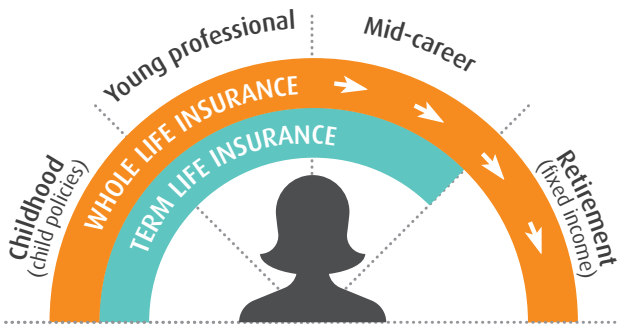 Childhood
(child policies)
Young professional
Mid-career
Retirement
(fixed income)
WHOLE LIFE INSURANCE
TERM LIFE INSURANCE